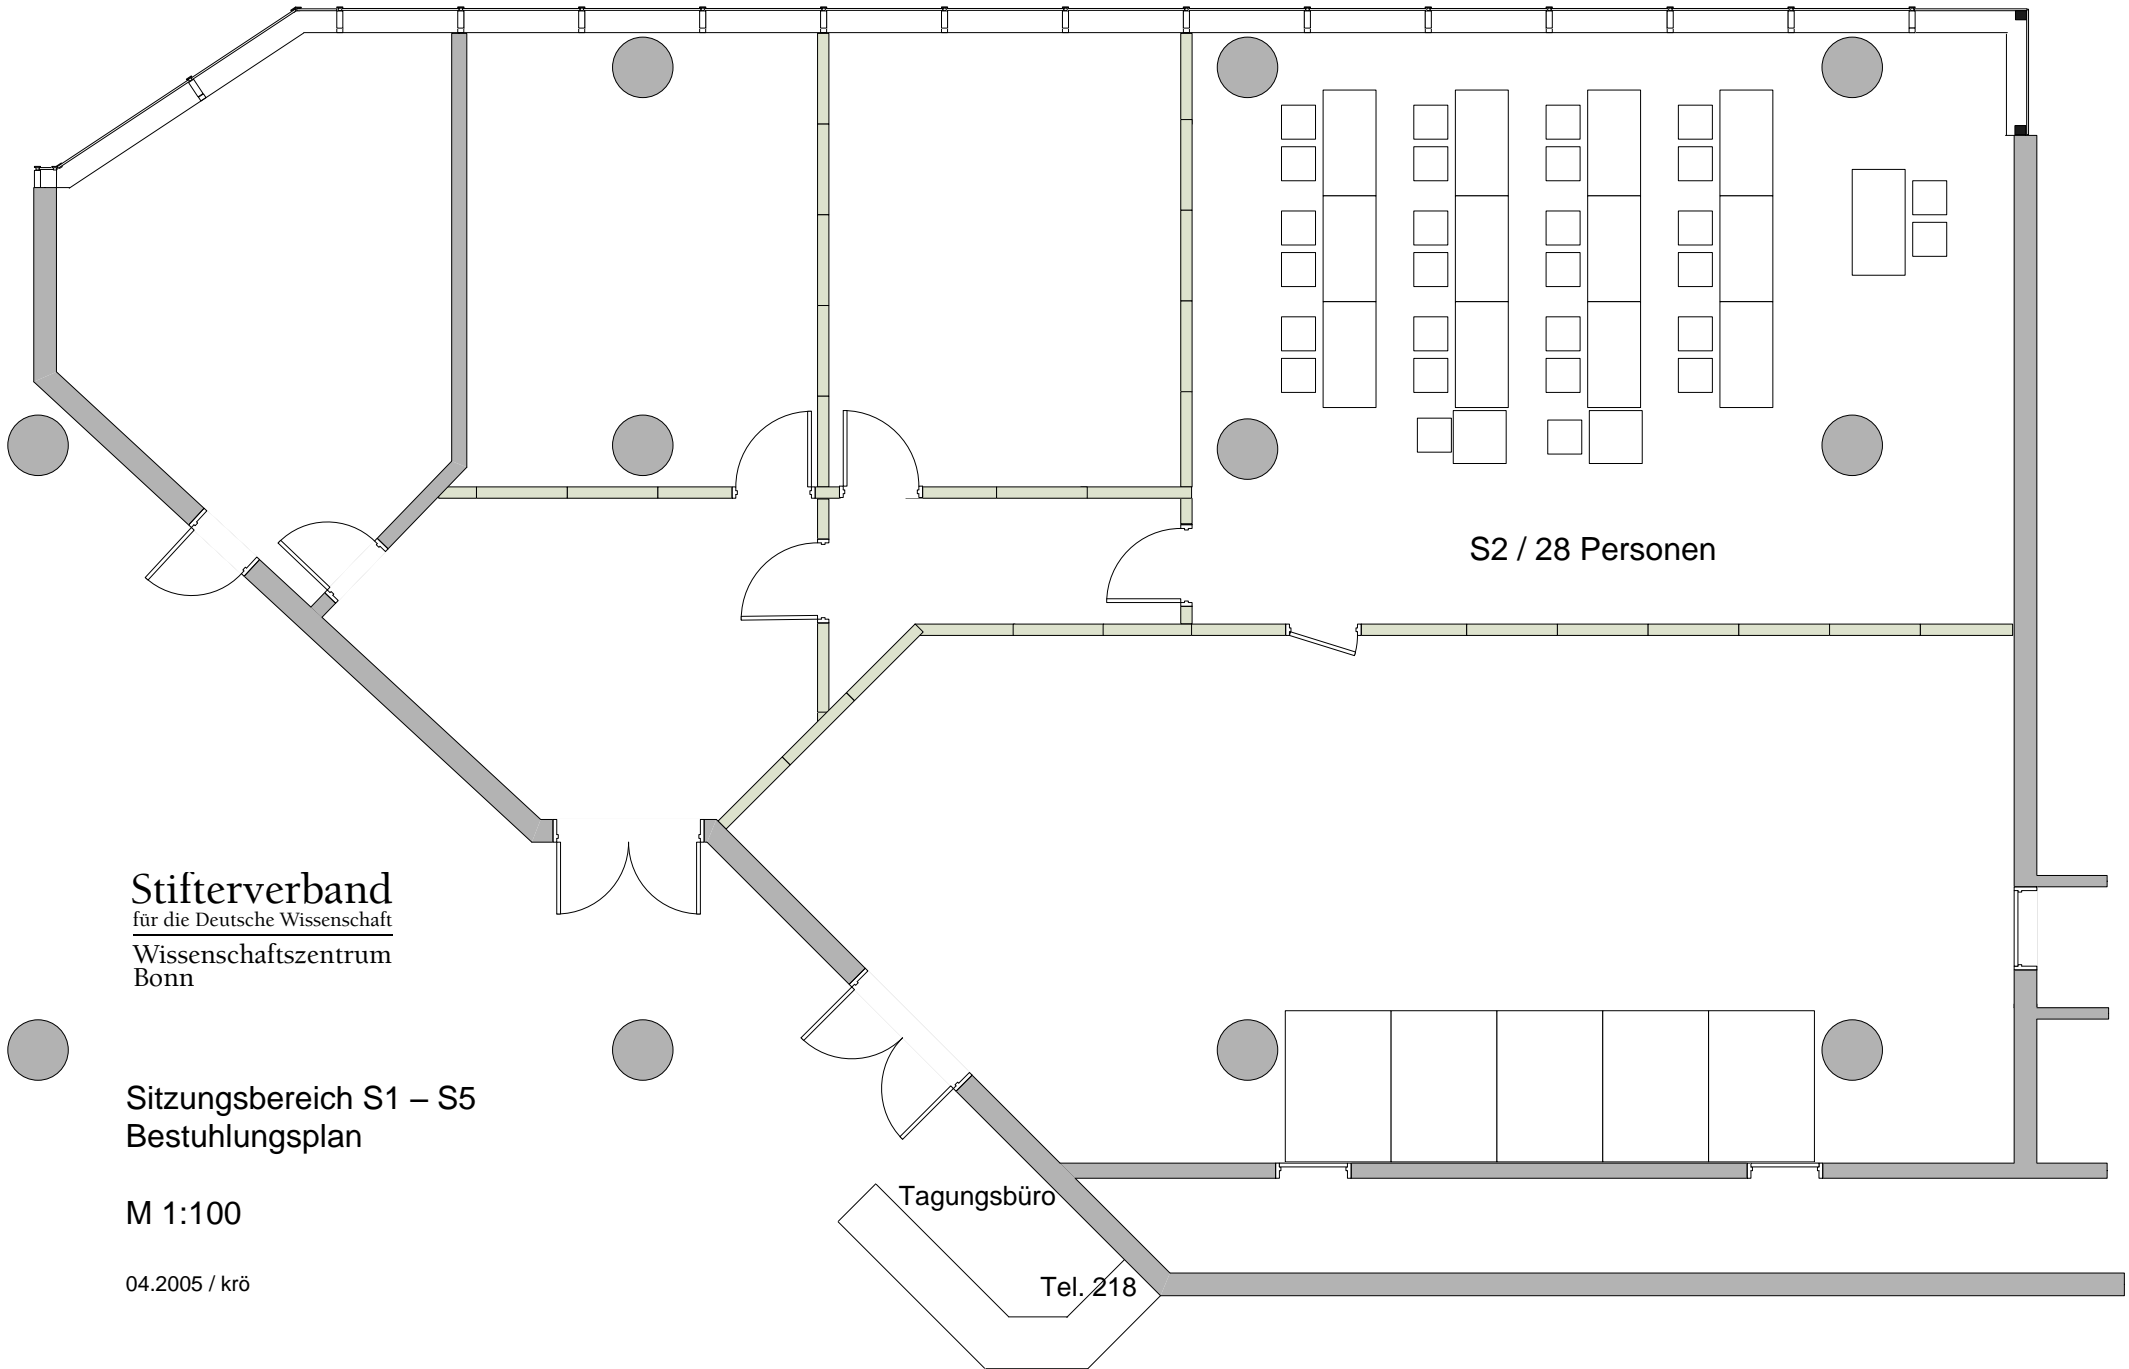 S2 / 28 Personen
Stifterverband
für die Deutsche Wissenschaft
Wissenschaftszentrum
Bonn
Sitzungsbereich S1 – S5
Bestuhlungsplan
M 1:100
04.2005 / krö
Tagungsbüro
Tel. 218